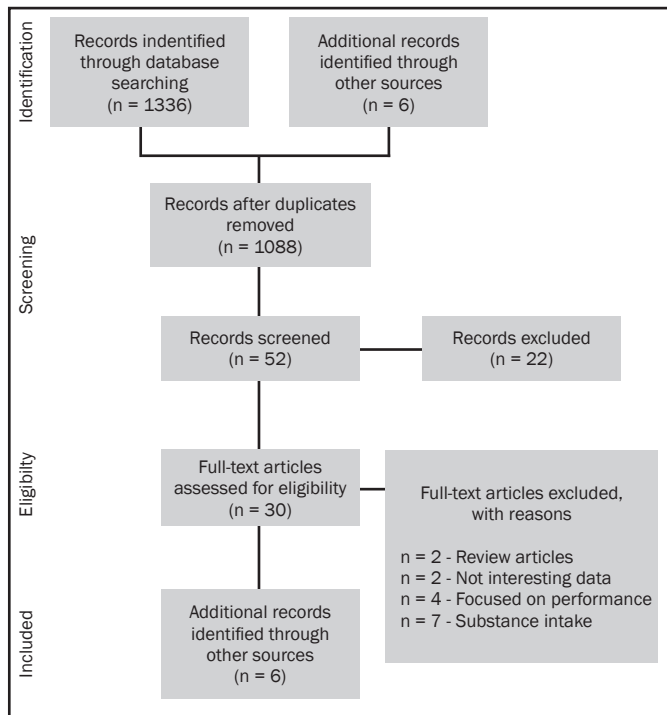 Identification
Records indentified
through database
searching
(n = 1336)
Additional records
identified through
other sources
(n = 6)
Screening
Records after duplicates
removed
(n = 1088)
Records screened
(n = 52)
Records excluded
(n = 22)
Eligibilty
Full-text articles
assessed for eligibility
(n = 30)
Full-text articles excluded,
with reasons
n = 2 - Review articles
n = 2 - Not interesting data
n = 4 - Focused on performance
n = 7 - Substance intake
Included
Additional records
identified through
other sources
(n = 6)